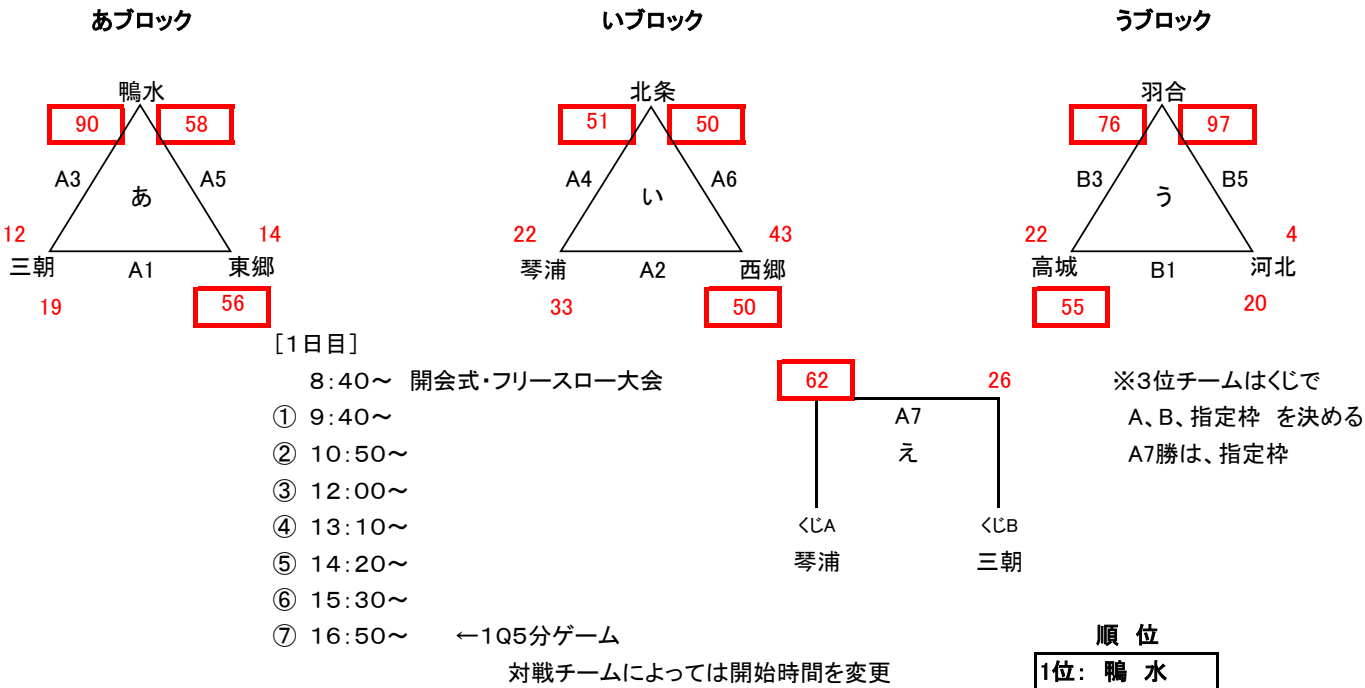 あブロック いブロック うブロック
鴨水 北条 羽合
90 58 51 50 76 97
A3 あ A5 A4 い A6 B3 う B5
12 14 22 43 22 4
三朝 A1 東郷 琴浦 A2 西郷 高城 B1 河北
19 56 33 50 55 20
[1日目]
8:40~ 開会式・フリースロー大会 62 26 ※3位チームはくじで
① 9:40~ A7 A、B、指定枠 を決める
② 10:50~ え A7勝は、指定枠
③ 12:00~
④ 13:10~ くじA くじB
⑤ 14:20~ 琴浦 三朝
⑥ 15:30~
⑦ 16:50~ ←1Q5分ゲーム 順 位
対戦チームによっては開始時間を変更 1位: 鴨 水